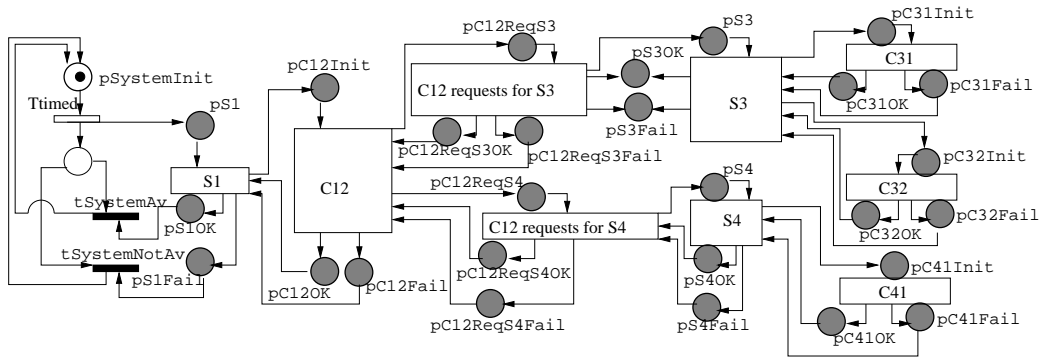 pC12ReqS3
pS3
pC31Init
pSystemInit
pC12Init
pS3OK
C31
Ttimed
pS1
C12 requests for S3
S3
pC31OK
pC31Fail
pS3Fail
pC12ReqS3OK
pC12ReqS3Fail
pC32Init
S1
C12
pC12ReqS4
pS4
C32
tSystemAv
pS1OK
C12 requests for S4
S4
pC32OK
pC32Fail
tSystemNotAv
pS1Fail
pC12OK
pC12Fail
pC12ReqS4OK
pS4OK
pC41Init
C41
pC12ReqS4Fail
pS4Fail
pC41OK
pC41Fail